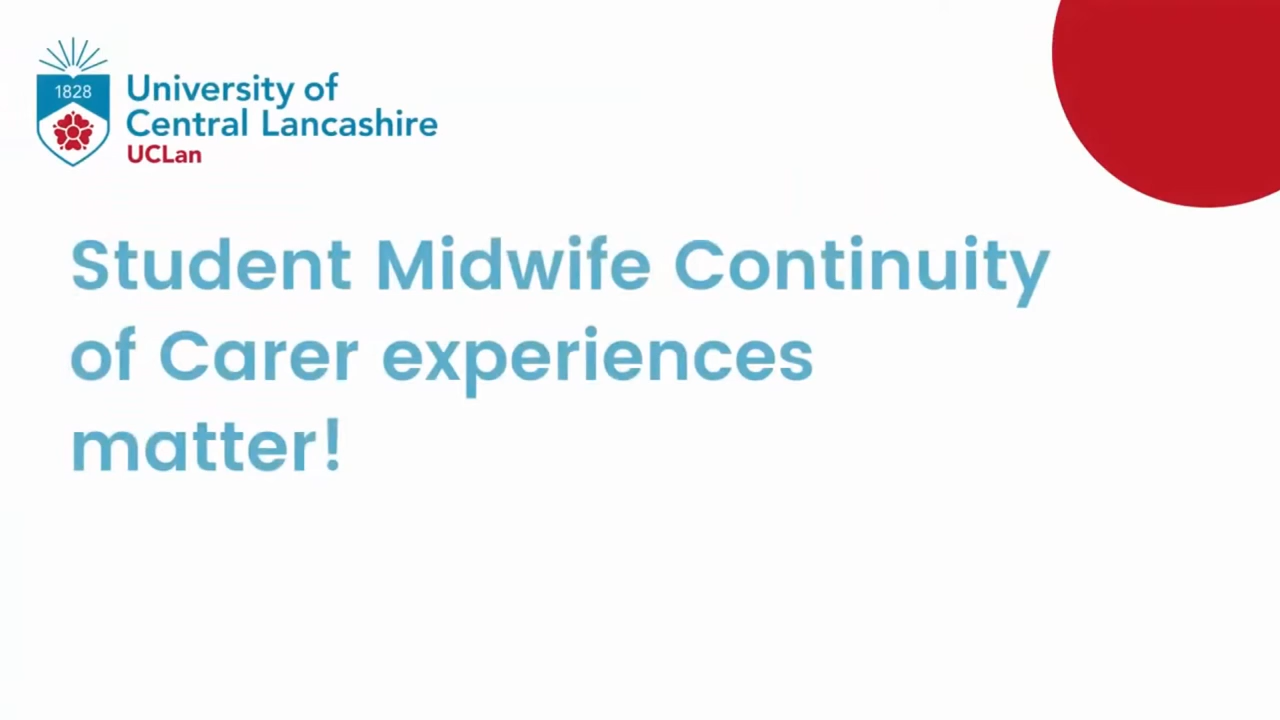 1828
University of
Central Lancashire
UCLan
Student Midwife Continuity
of Carer experiences
matter!